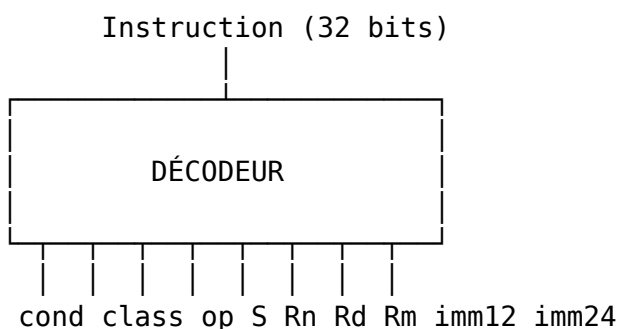 Instruction (32 bits)
DÉCODEUR
cond class op S Rn Rd Rm imm12 imm24